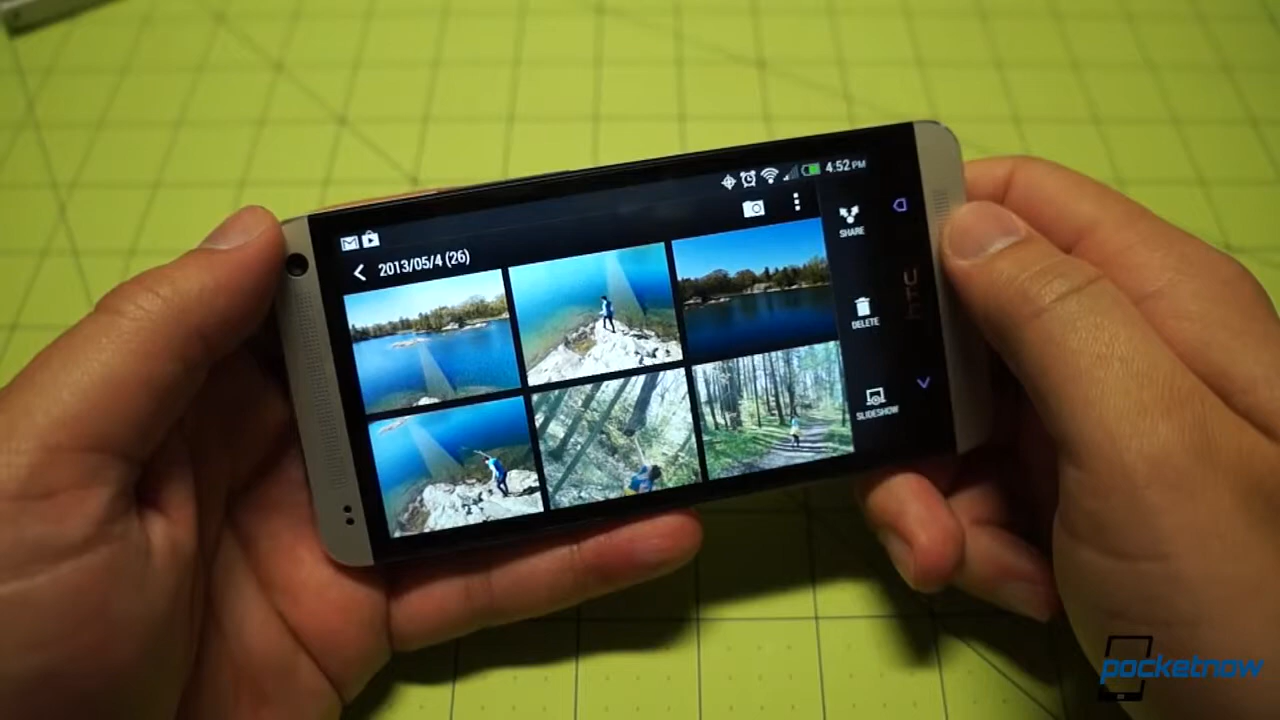 4:52 PM
2013/05/4 (26)
SHARE
DELETE
SLIDESHOW
hTC
pocketnow